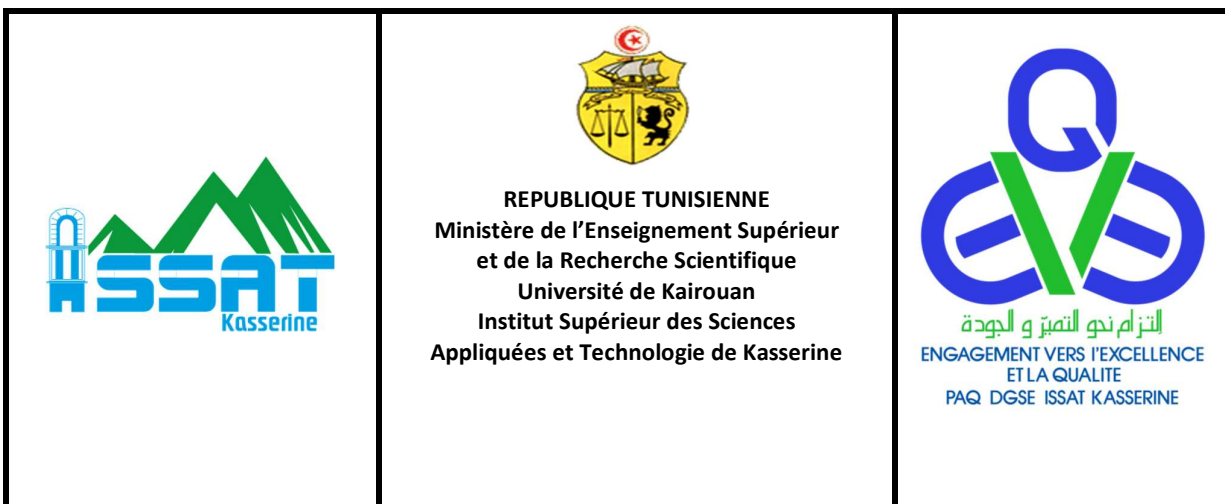 ISSAT
Kasserine
REPUBLIQUE TUNISIENNE
Ministère de l’Enseignement Supérieur
et de la Recherche Scientifique
Université de Kairouan
Institut Supérieur des Sciences
Appliquées et Technologie de Kasserine
إلتزام نحو التميّز و الجودة
ENGAGEMENT VERS l'EXCELLENCE
ET LA QUALITE
PAQ DGSE ISSAT KASSERINE